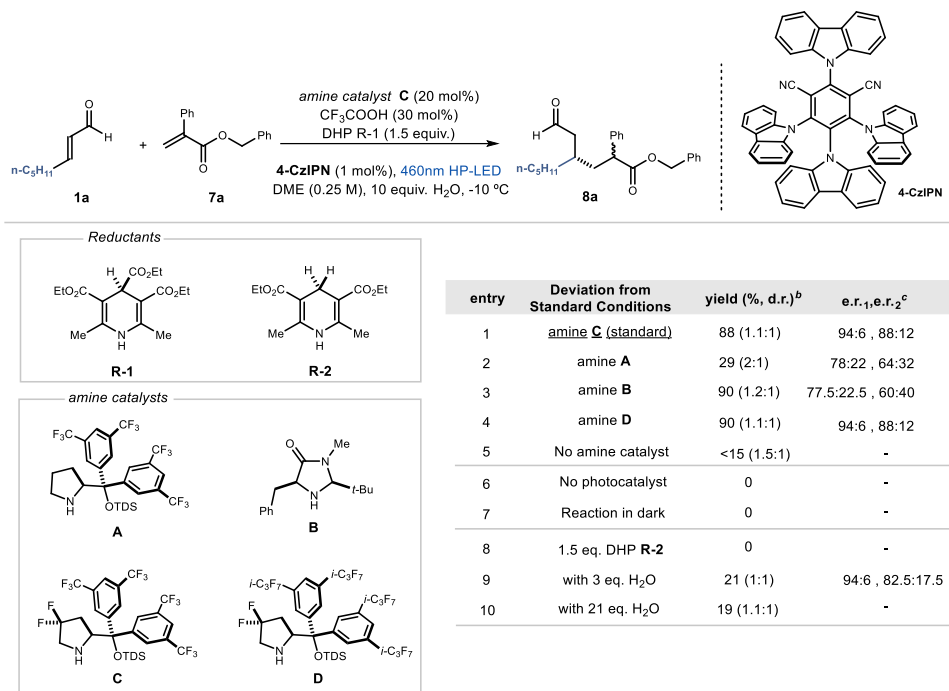 amine catalyst C (20 mol%)
CF₃COOH (30 mol%)
DHP R-1 (1.5 equiv.)
4-CzIPN (1 mol%), 460nm HP-LED
DME (0.25 M), 10 equiv. H₂O, -10 ºC
O
H
n-C₅H₁₁
1a
+
Ph
O
Ph
O
7a
O
H
Ph
n-C₅H₁₁
O
Ph
O
8a
N
NC
CN
N
N
N
4-CzIPN
Reductants
H
CO₂Et
EtO₂C
CO₂Et
Me
N
Me
H
R-1
H
H
EtO₂C
CO₂Et
Me
N
Me
H
R-2
amine catalysts
CF₃
F₃C
CF₃
N
H
OTDS
CF₃
A
O
Me
N
N
H
t-Bu
Ph
B
CF₃
F₃C
CF₃
F
F
N
H
OTDS
CF₃
C
i-C₃F₇
i-C₃F₇
i-C₃F₇
F
F
N
H
OTDS
i-C₃F₇
D
entry Deviation from Standard Conditions yield (%, d.r.)ᵇ e.r.₁,e.r.₂ᶜ
1 amine C (standard) 88 (1.1:1) 94:6 , 88:12
2 amine A 29 (2:1) 78:22 , 64:32
3 amine B 90 (1.2:1) 77.5:22.5 , 60:40
4 amine D 90 (1.1:1) 94:6 , 88:12
5 No amine catalyst <15 (1.5:1) -
6 No photocatalyst 0 -
7 Reaction in dark 0 -
8 1.5 eq. DHP R-2 0 -
9 with 3 eq. H₂O 21 (1:1) 94:6 , 82.5:17.5
10 with 21 eq. H₂O 19 (1.1:1) -